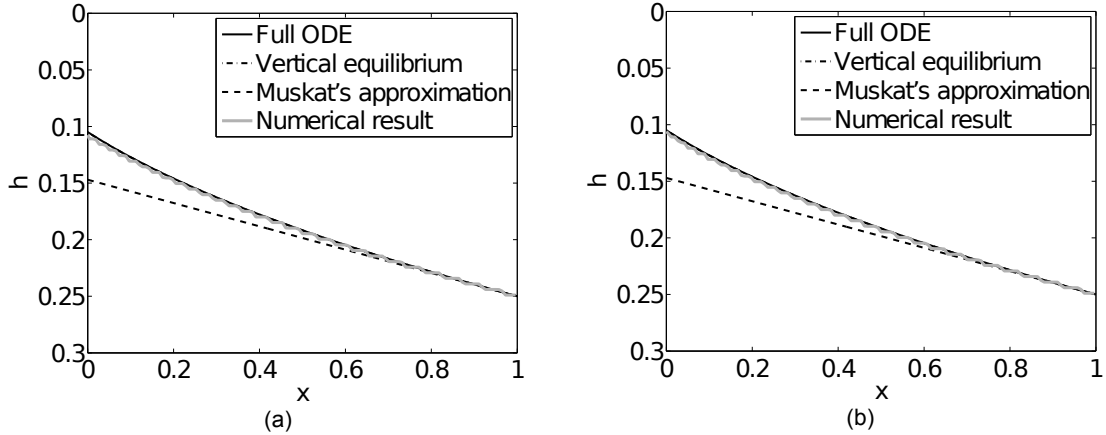 0
0.05
0.1
0.15
0.2
0.25
0.3
h
0
0.2
0.4
0.6
0.8
1
x
Full ODE
Vertical equilibrium
Muskat's approximation
Numerical result
(a)
0
0.05
0.1
0.15
0.2
0.25
0.3
h
0
0.2
0.4
0.6
0.8
1
x
Full ODE
Vertical equilibrium
Muskat's approximation
Numerical result
(b)